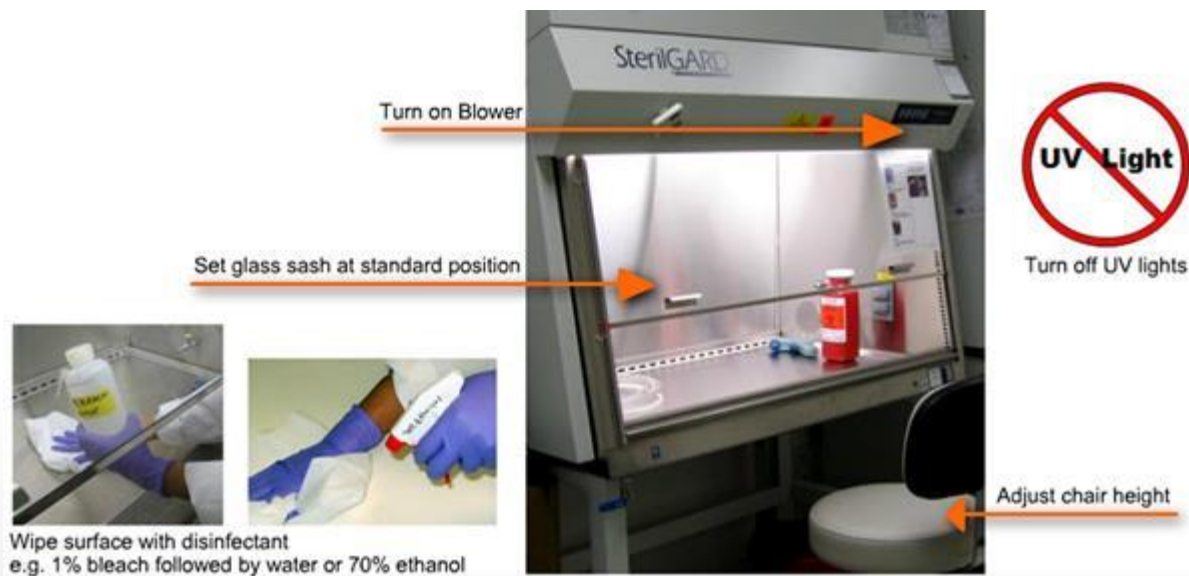 SterilGARD
Turn on Blower
UV Light
Turn off UV lights
Set glass sash at standard position
Adjust chair height
Wipe surface with disinfectant
e.g. 1% bleach followed by water or 70% ethanol